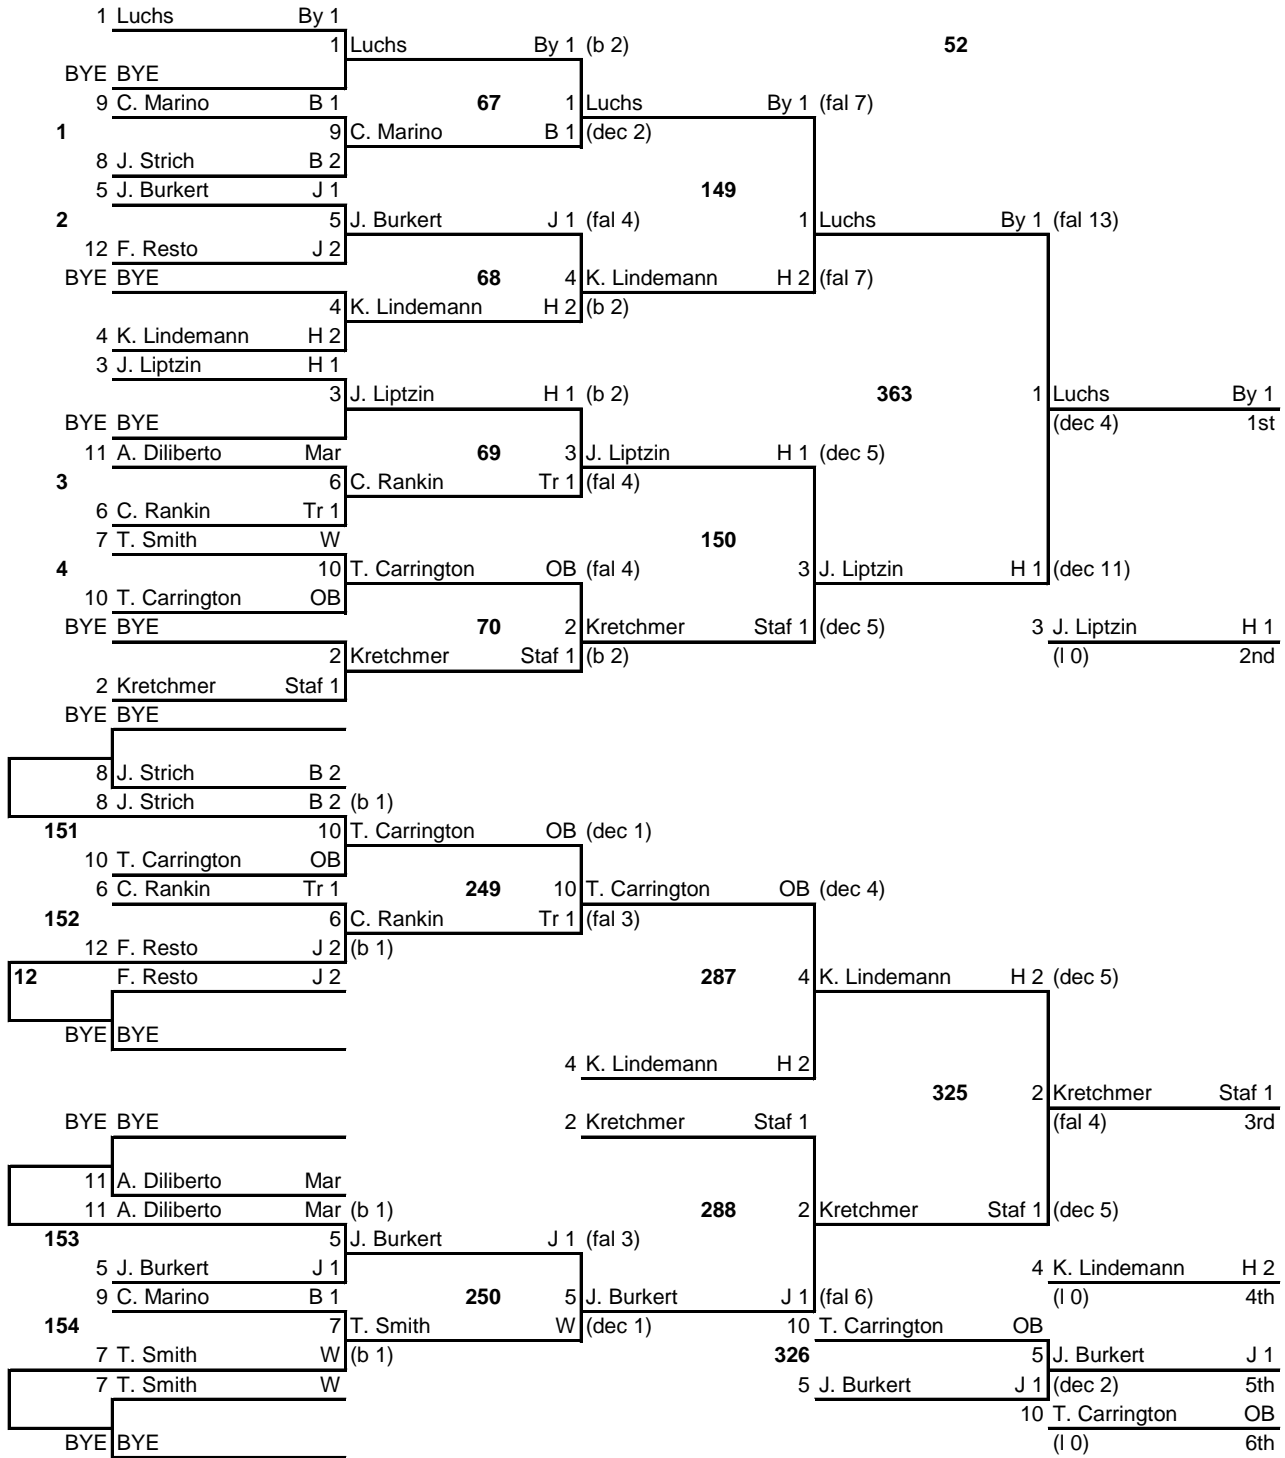 1 Luchs By 1
1 Luchs By 1 (b 2) 52
BYE BYE
9 C. Marino B 1 67 1 Luchs By 1 (fal 7)
1 9 C. Marino B 1 (dec 2)
8 J. Strich B 2
5 J. Burkert J 1 149
2 5 J. Burkert J 1 (fal 4) 1 Luchs By 1 (fal 13)
12 F. Resto J 2
BYE BYE 68 4 K. Lindemann H 2 (fal 7)
4 K. Lindemann H 2 (b 2)
4 K. Lindemann H 2
3 J. Liptzin H 1
3 J. Liptzin H 1 (b 2) 363 1 Luchs By 1
BYE BYE (dec 4) 1st
11 A. Diliberto Mar 69 3 J. Liptzin H 1 (dec 5)
3 6 C. Rankin Tr 1 (fal 4)
6 C. Rankin Tr 1
7 T. Smith W 150
4 10 T. Carrington OB (fal 4) 3 J. Liptzin H 1 (dec 11)
10 T. Carrington OB
BYE BYE 70 2 Kretchmer Staf 1 (dec 5) 3 J. Liptzin H 1
2 Kretchmer Staf 1 (b 2) (l 0) 2nd
2 Kretchmer Staf 1
BYE BYE
8 J. Strich B 2
8 J. Strich B 2 (b 1)
151 10 T. Carrington OB (dec 1)
10 T. Carrington OB
6 C. Rankin Tr 1 249 10 T. Carrington OB (dec 4)
152 6 C. Rankin Tr 1 (fal 3)
12 F. Resto J 2 (b 1)
12 F. Resto J 2 287 4 K. Lindemann H 2 (dec 5)
BYE BYE
4 K. Lindemann H 2
325 2 Kretchmer Staf 1
BYE BYE 2 Kretchmer Staf 1 (fal 4) 3rd
11 A. Diliberto Mar
11 A. Diliberto Mar (b 1) 288 2 Kretchmer Staf 1 (dec 5)
153 5 J. Burkert J 1 (fal 3)
5 J. Burkert J 1 4 K. Lindemann H 2
9 C. Marino B 1 250 5 J. Burkert J 1 (fal 6) (l 0) 4th
154 7 T. Smith W (dec 1) 10 T. Carrington OB
7 T. Smith W (b 1) 326 5 J. Burkert J 1
7 T. Smith W 5 J. Burkert J 1 (dec 2) 5th
10 T. Carrington OB
BYE BYE (l 0) 6th